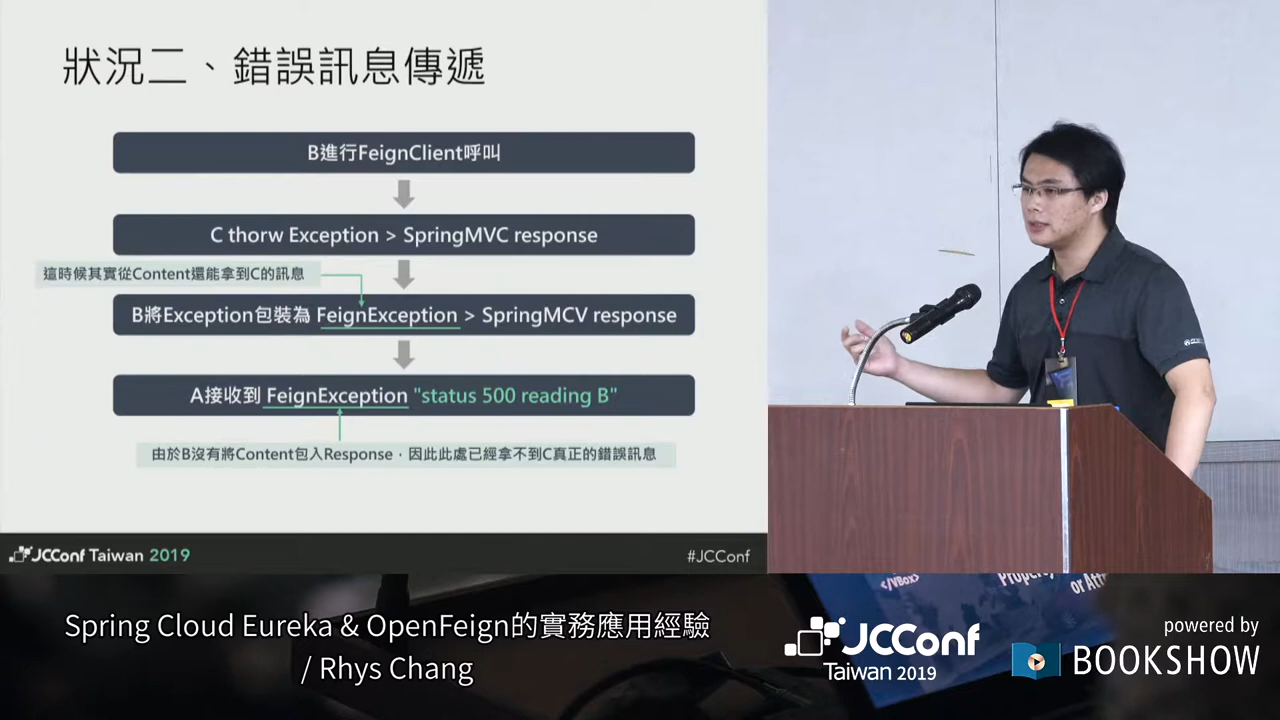 狀況二、錯誤訊息傳遞
B進行FeignClient呼叫
C thorw Exception > SpringMVC response
這時候其實從Content還能拿到C的訊息
B將Exception包裝為 FeignException > SpringMCV response
A接收到 FeignException "status 500 reading B"
由於B沒有將Content包入Response，因此此處已經拿不到C真正的錯誤訊息
JCConf Taiwan 2019
#JCConf
</VBox>
Property
or Att
Spring Cloud Eureka & OpenFeign的實務應用經驗
/ Rhys Chang
JCConf
Taiwan 2019
powered by
BOOKSHOW